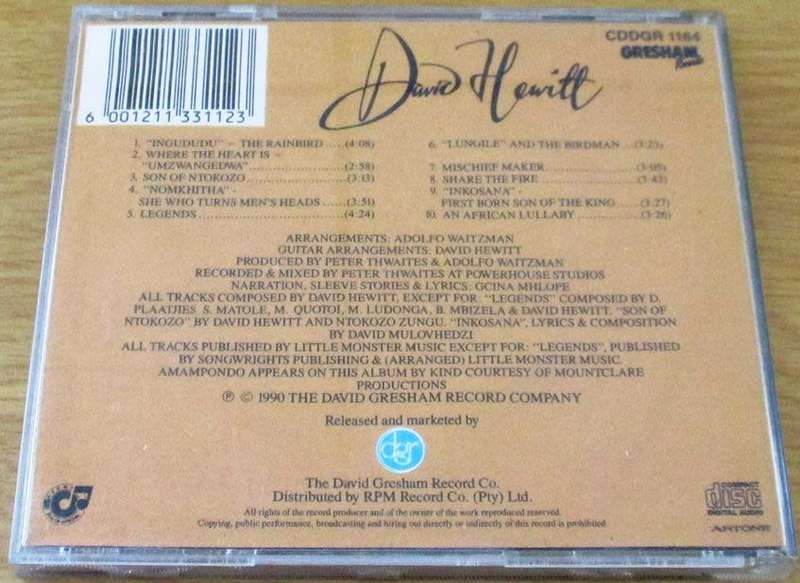 CDDGR 1164
GRESHAM
Records
David Hewitt
6 001211 331123
1. "INGUDUDU" – THE RAINBIRD ....(4:08)
2. WHERE THE HEART IS –
"UMZWANGEDWA"....(2:58)
3. SON OF NTOKOZO....(3:13)
4. "NOMKHITHA" -
SHE WHO TURNS MEN'S HEADS ....(3:51)
5. LEGENDS....(4:24)
6. "LUNGILE" AND THE BIRDMAN ....(3:23)
7. MISCHIEF MAKER....(3:05)
8. SHARE THE FIRE ....(3:43)
9. "INKOSANA" -
FIRST BORN SON OF THE KING ....(3:27)
10. AN AFRICAN LULLABY ....(3:26)
ARRANGEMENTS: ADOLFO WAITZMAN
GUITAR ARRANGEMENTS: DAVID HEWITT
PRODUCED BY PETER THWAITES & ADOLFO WAITZMAN
RECORDED & MIXED BY PETER THWAITES AT POWERHOUSE STUDIOS
NARRATION, SLEEVE STORIES & LYRICS: GCINA MHLOPE
ALL TRACKS COMPOSED BY DAVID HEWITT, EXCEPT FOR: "LEGENDS" COMPOSED BY D.
PLAATJIES. S. MATOLE, M. QUOTOI, M. LUDONGA, B. MBIZELA & DAVID HEWITT. "SON OF
NTOKOZO" BY DAVID HEWITT AND NTOKOZO ZUNGU. "INKOSANA", LYRICS & COMPOSITION
BY DAVID MULOVHEDZI
ALL TRACKS PUBLISHED BY LITTLE MONSTER MUSIC EXCEPT FOR: "LEGENDS", PUBLISHED
BY SONGWRIGHTS PUBLISHING & (ARRANGED) LITTLE MONSTER MUSIC.
AMAMPONDO APPEARS ON THIS ALBUM BY KIND COURTESY OF MOUNTCLARE
PRODUCTIONS
℗ © 1990 THE DAVID GRESHAM RECORD COMPANY
Released and marketed by
dgr
The David Gresham Record Co.
Distributed by RPM Record Co. (Pty) Ltd.
All rights of the record producer and of the owner of the work reproduced reserved.
Copying, public performance, broadcasting and hiring out directly or indirectly of this record is prohibited.
COMPACT
disc
DIGITAL AUDIO
ANTONE